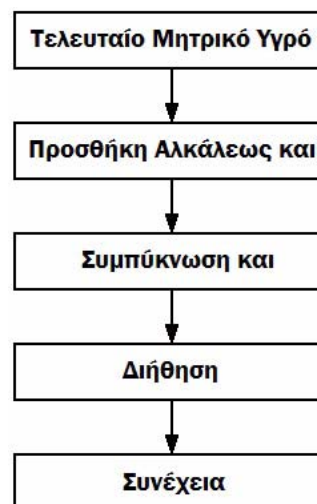 Τελευταίο Μητρικό Υγρό
Προσθήκη Αλκάλεως και
Συμπύκνωση και
Διήθηση
Συνέχεια